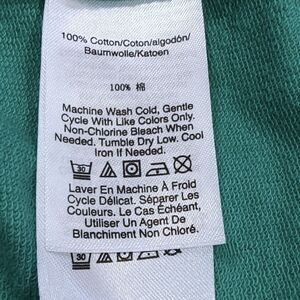 100% Cotton/Coton/algodón/
Baumwolle/Katoen
100% 棉
Machine Wash Cold, Gentle
Cycle With Like Colors Only.
Non-Chlorine Bleach When
Needed. Tumble Dry Low. Cool
Iron If Needed.
30
Laver En Machine À Froid
Cycle Délicat. Séparer Les
Couleurs. Le Cas Échéant,
Utiliser Un Agent De
Blanchiment Non Chloré.
30